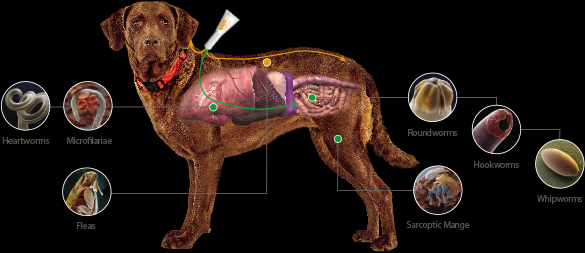 Heartworms
Microfilariae
Fleas
Roundworms
Hookworms
Whipworms
Sarcoptic Mange